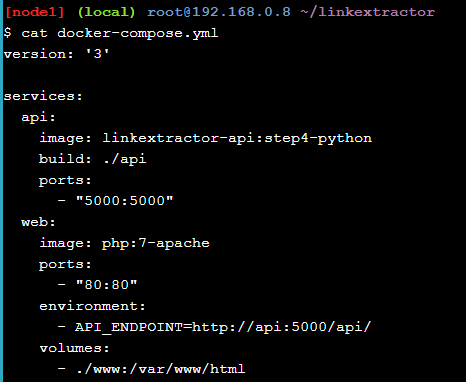 [node1] (local) root@192.168.0.8 ~/linkextractor
$ cat docker-compose.yml
version: '3'
services:
  api:
    image: linkextractor-api:step4-python
    build: ./api
    ports:
      - "5000:5000"
  web:
    image: php:7-apache
    ports:
      - "80:80"
    environment:
      - API_ENDPOINT=http://api:5000/api/
    volumes:
      - ./www:/var/www/html